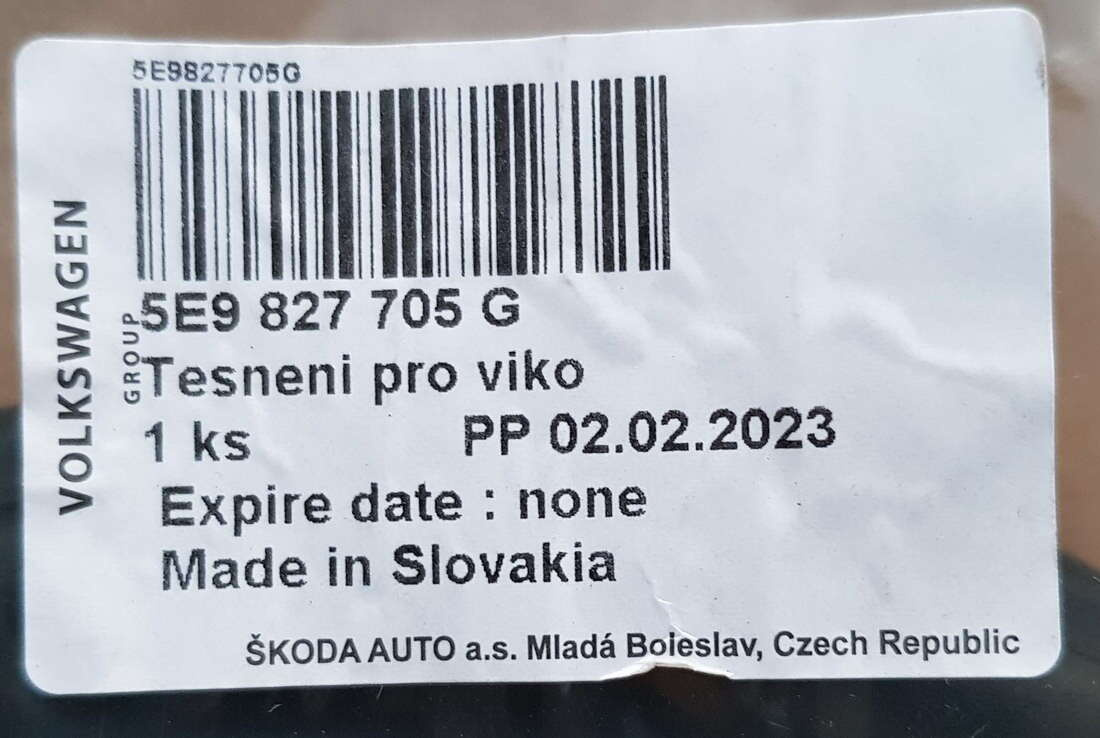 5E9827705G
VOLKSWAGEN
GROUP
5E9 827 705 G
Tesneni pro viko
1 ks PP 02.02.2023
Expire date : none
Made in Slovakia
ŠKODA AUTO a.s. Mladá Boleslav, Czech Republic